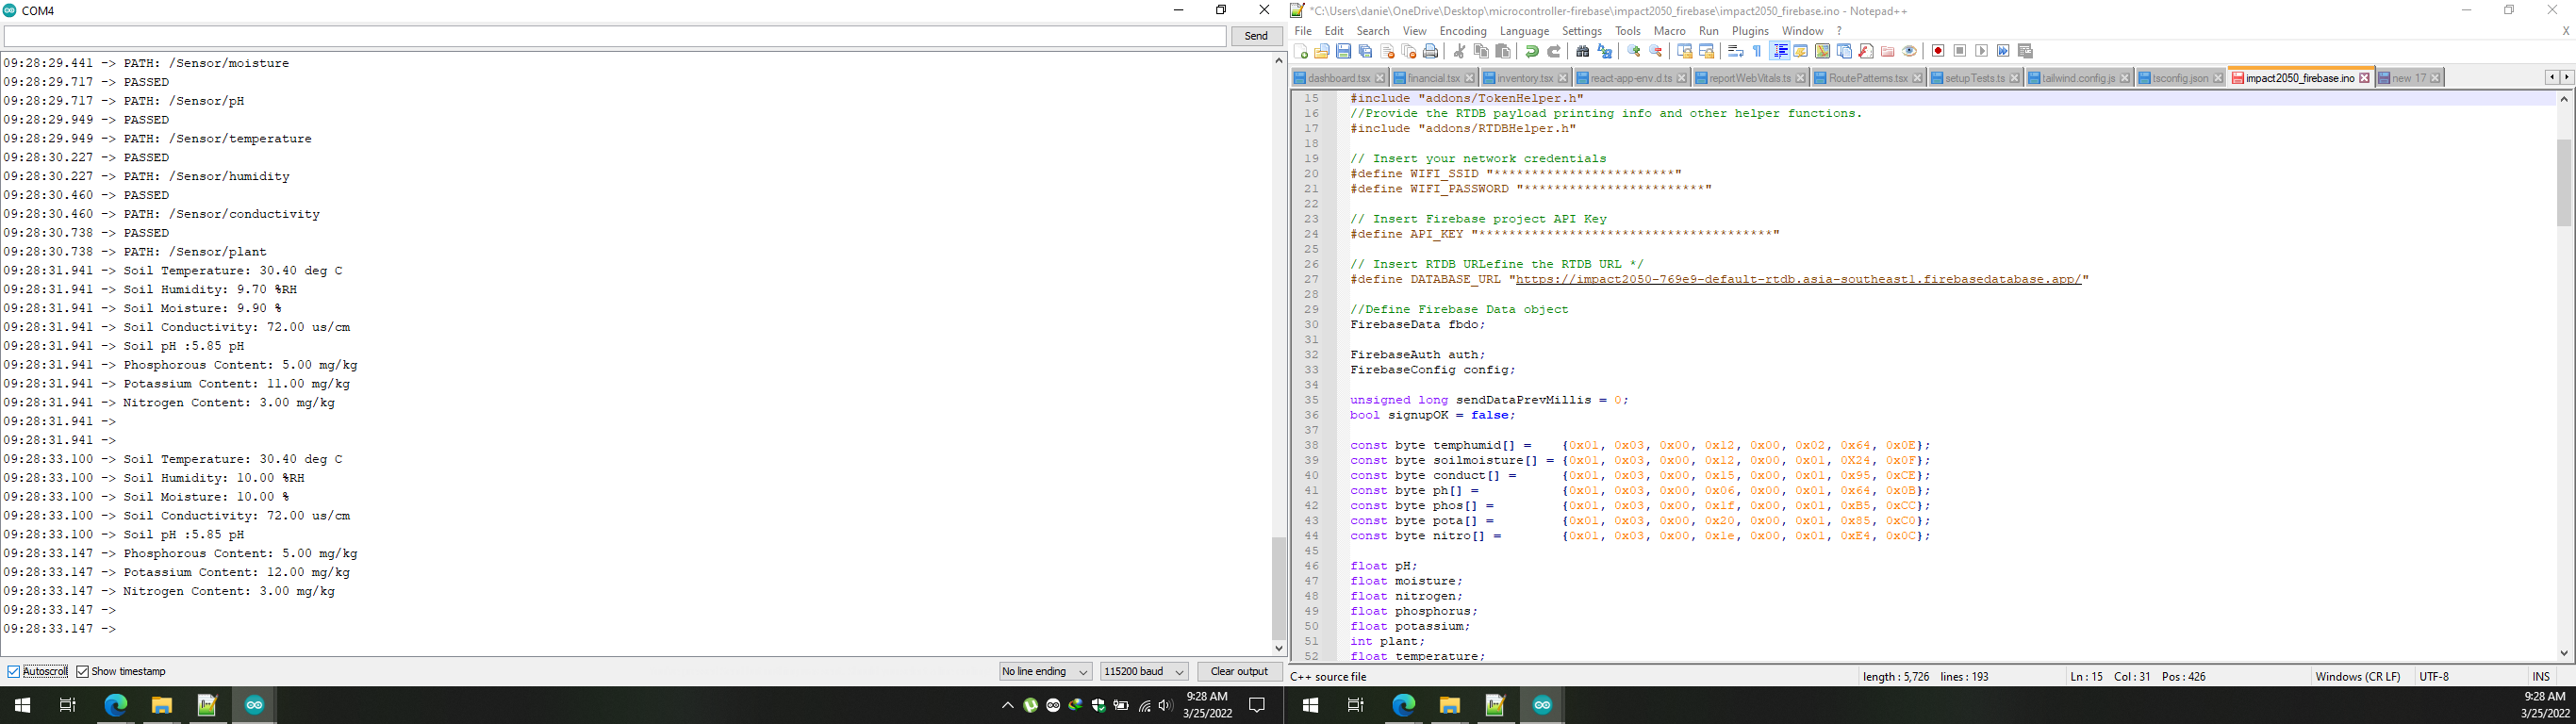 COM4
Send
09:28:29.441 -> PATH: /Sensor/moisture
09:28:29.717 -> PASSED
09:28:29.717 -> PATH: /Sensor/pH
09:28:29.949 -> PASSED
09:28:29.949 -> PATH: /Sensor/temperature
09:28:30.227 -> PASSED
09:28:30.227 -> PATH: /Sensor/humidity
09:28:30.460 -> PASSED
09:28:30.460 -> PATH: /Sensor/conductivity
09:28:30.738 -> PASSED
09:28:30.738 -> PATH: /Sensor/plant
09:28:31.941 -> Soil Temperature: 30.40 deg C
09:28:31.941 -> Soil Humidity: 9.70 %RH
09:28:31.941 -> Soil Moisture: 9.90 %
09:28:31.941 -> Soil Conductivity: 72.00 us/cm
09:28:31.941 -> Soil pH :5.85 pH
09:28:31.941 -> Phosphorous Content: 5.00 mg/kg
09:28:31.941 -> Potassium Content: 11.00 mg/kg
09:28:31.941 -> Nitrogen Content: 3.00 mg/kg
09:28:31.941 ->
09:28:31.941 ->
09:28:33.100 -> Soil Temperature: 30.40 deg C
09:28:33.100 -> Soil Humidity: 10.00 %RH
09:28:33.100 -> Soil Moisture: 10.00 %
09:28:33.100 -> Soil Conductivity: 72.00 us/cm
09:28:33.100 -> Soil pH :5.85 pH
09:28:33.147 -> Phosphorous Content: 5.00 mg/kg
09:28:33.147 -> Potassium Content: 12.00 mg/kg
09:28:33.147 -> Nitrogen Content: 3.00 mg/kg
09:28:33.147 ->
09:28:33.147 ->
Autoscroll Show timestamp No line ending 115200 baud Clear output
9:28 AM
3/25/2022
*C:\Users\danie\OneDrive\Desktop\microcontroller-firebase\impact2050_firebase\impact2050_firebase.ino - Notepad++
File Edit Search View Encoding Language Settings Tools Macro Run Plugins Window ? X
dashboard.tsx financial.tsx inventory.tsx react-app-env.d.ts reportWebVitals.ts RoutePatterns.tsx setupTests.ts tailwind.config.js tsconfig.json impact2050_firebase.ino new 17
15 #include "addons/TokenHelper.h"
16 //Provide the RTDB payload printing info and other helper functions.
17 #include "addons/RTDBHelper.h"
18
19 // Insert your network credentials
20 #define WIFI_SSID "************************"
21 #define WIFI_PASSWORD "************************"
22
23 // Insert Firebase project API Key
24 #define API_KEY "***************************************"
25
26 // Insert RTDB URLefine the RTDB URL */
27 #define DATABASE_URL "https://impact2050-769e9-default-rtdb.asia-southeast1.firebasedatabase.app/"
28
29 //Define Firebase Data object
30 FirebaseData fbdo;
31
32 FirebaseAuth auth;
33 FirebaseConfig config;
34
35 unsigned long sendDataPrevMillis = 0;
36 bool signupOK = false;
37
38 const byte temphumid[] = {0x01, 0x03, 0x00, 0x12, 0x00, 0x02, 0x64, 0x0E};
39 const byte soilmoisture[] = {0x01, 0x03, 0x00, 0x12, 0x00, 0x01, 0X24, 0x0F};
40 const byte conduct[] = {0x01, 0x03, 0x00, 0x15, 0x00, 0x01, 0x95, 0xCE};
41 const byte ph[] = {0x01, 0x03, 0x00, 0x06, 0x00, 0x01, 0x64, 0x0B};
42 const byte phos[] = {0x01, 0x03, 0x00, 0x1f, 0x00, 0x01, 0xB5, 0xCC};
43 const byte pota[] = {0x01, 0x03, 0x00, 0x20, 0x00, 0x01, 0x85, 0xC0};
44 const byte nitro[] = {0x01, 0x03, 0x00, 0x1e, 0x00, 0x01, 0xE4, 0x0C};
45
46 float pH;
47 float moisture;
48 float nitrogen;
49 float phosphorus;
50 float potassium;
51 int plant;
52 float temperature;
C++ source file length : 5,726 lines : 193 Ln : 15 Col : 31 Pos : 426 Windows (CR LF) UTF-8 INS
9:28 AM
3/25/2022